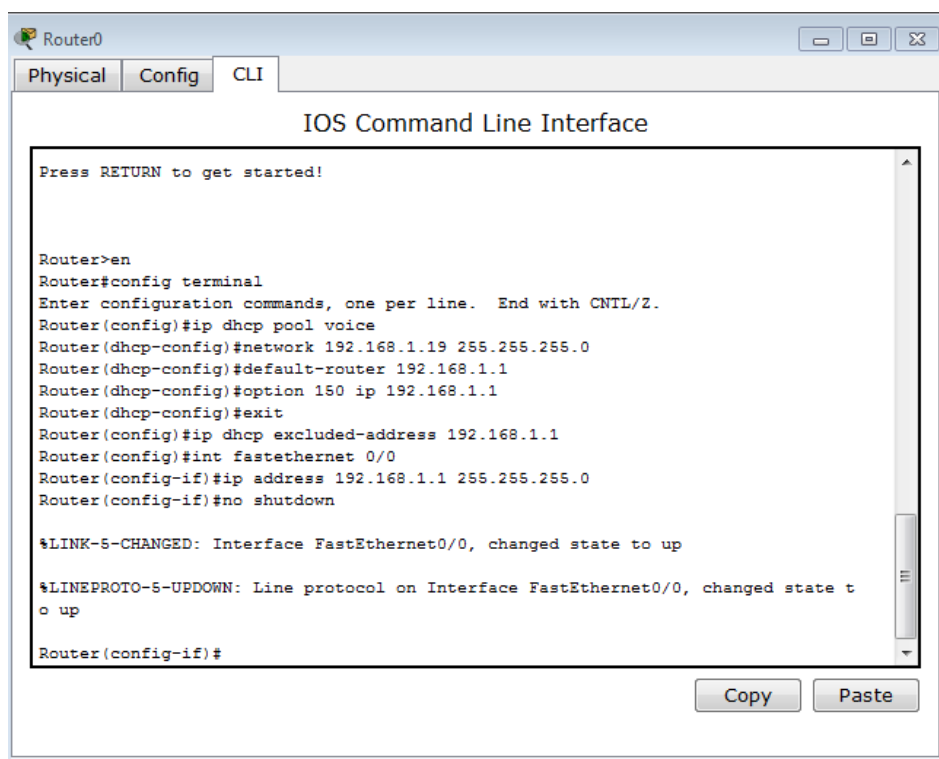 Router0
Physical Config CLI
IOS Command Line Interface
Press RETURN to get started!
Router>en
Router#config terminal
Enter configuration commands, one per line.  End with CNTL/Z.
Router(config)#ip dhcp pool voice
Router(dhcp-config)#network 192.168.1.19 255.255.255.0
Router(dhcp-config)#default-router 192.168.1.1
Router(dhcp-config)#option 150 ip 192.168.1.1
Router(dhcp-config)#exit
Router(config)#ip dhcp excluded-address 192.168.1.1
Router(config)#int fastethernet 0/0
Router(config-if)#ip address 192.168.1.1 255.255.255.0
Router(config-if)#no shutdown
%LINK-5-CHANGED: Interface FastEthernet0/0, changed state to up
%LINEPROTO-5-UPDOWN: Line protocol on Interface FastEthernet0/0, changed state t
o up
Router(config-if)#
Copy Paste